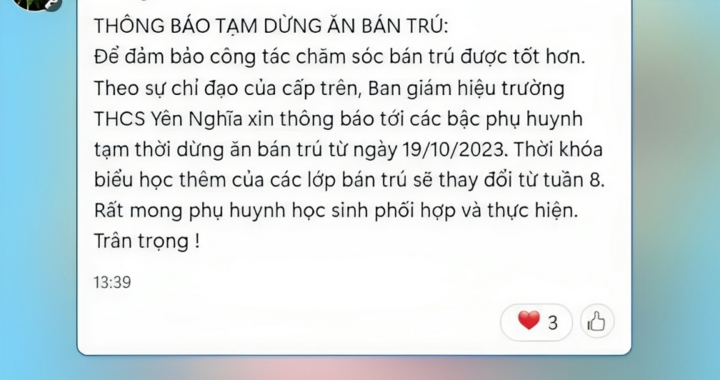 THÔNG BÁO TẠM DỪNG ĂN BÁN TRÚ:
Để đảm bảo công tác chăm sóc bán trú được tốt hơn.
Theo sự chỉ đạo của cấp trên, Ban giám hiệu trường
THCS Yên Nghĩa xin thông báo tới các bậc phụ huynh
tạm thời dừng ăn bán trú từ ngày 19/10/2023. Thời khóa
biểu học thêm của các lớp bán trú sẽ thay đổi từ tuần 8.
Rất mong phụ huynh học sinh phối hợp và thực hiện.
Trân trọng !
13:39
3